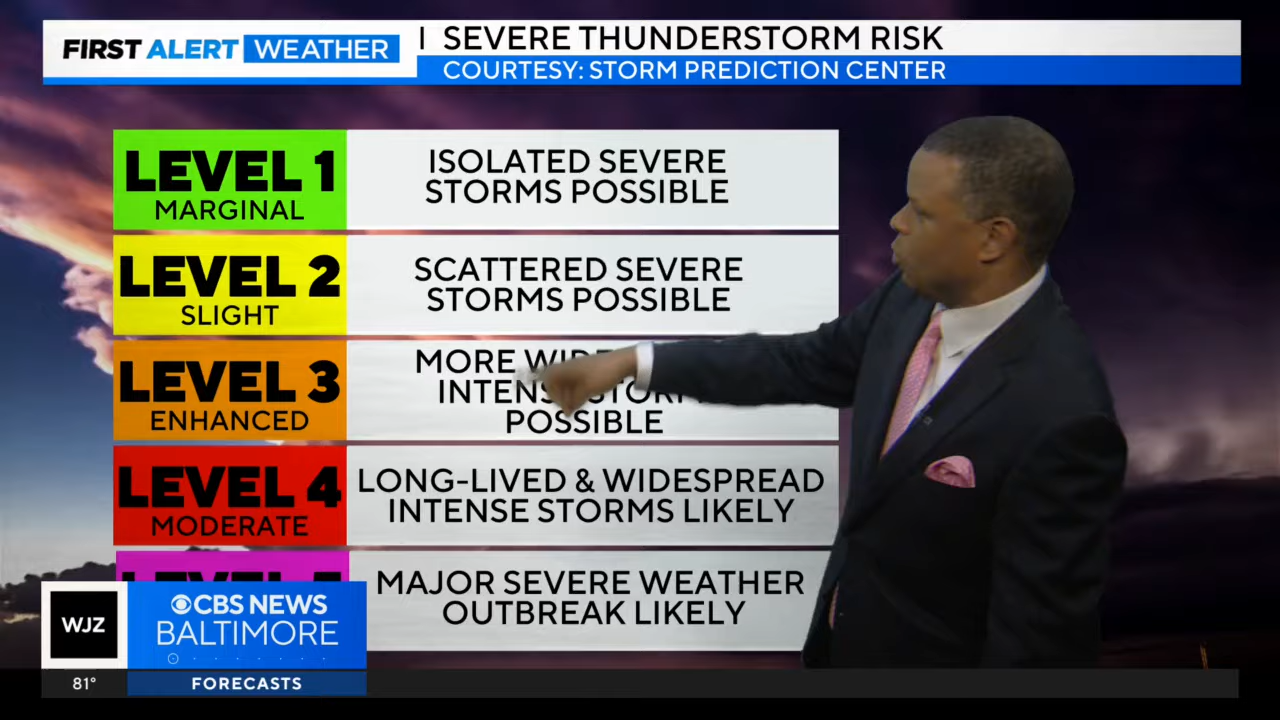 FIRST ALERT WEATHER
| SEVERE THUNDERSTORM RISK
COURTESY: STORM PREDICTION CENTER
LEVEL 1
MARGINAL
ISOLATED SEVERE
STORMS POSSIBLE
LEVEL 2
SLIGHT
SCATTERED SEVERE
STORMS POSSIBLE
LEVEL 3
ENHANCED
MORE
POSSIBLE
LEVEL 4
MODERATE
LONG-LIVED & WIDESPREAD
INTENSE STORMS LIKELY
MAJOR SEVERE WEATHER
OUTBREAK LIKELY
WJZ
CBS NEWS
BALTIMORE
81°
FORECASTS